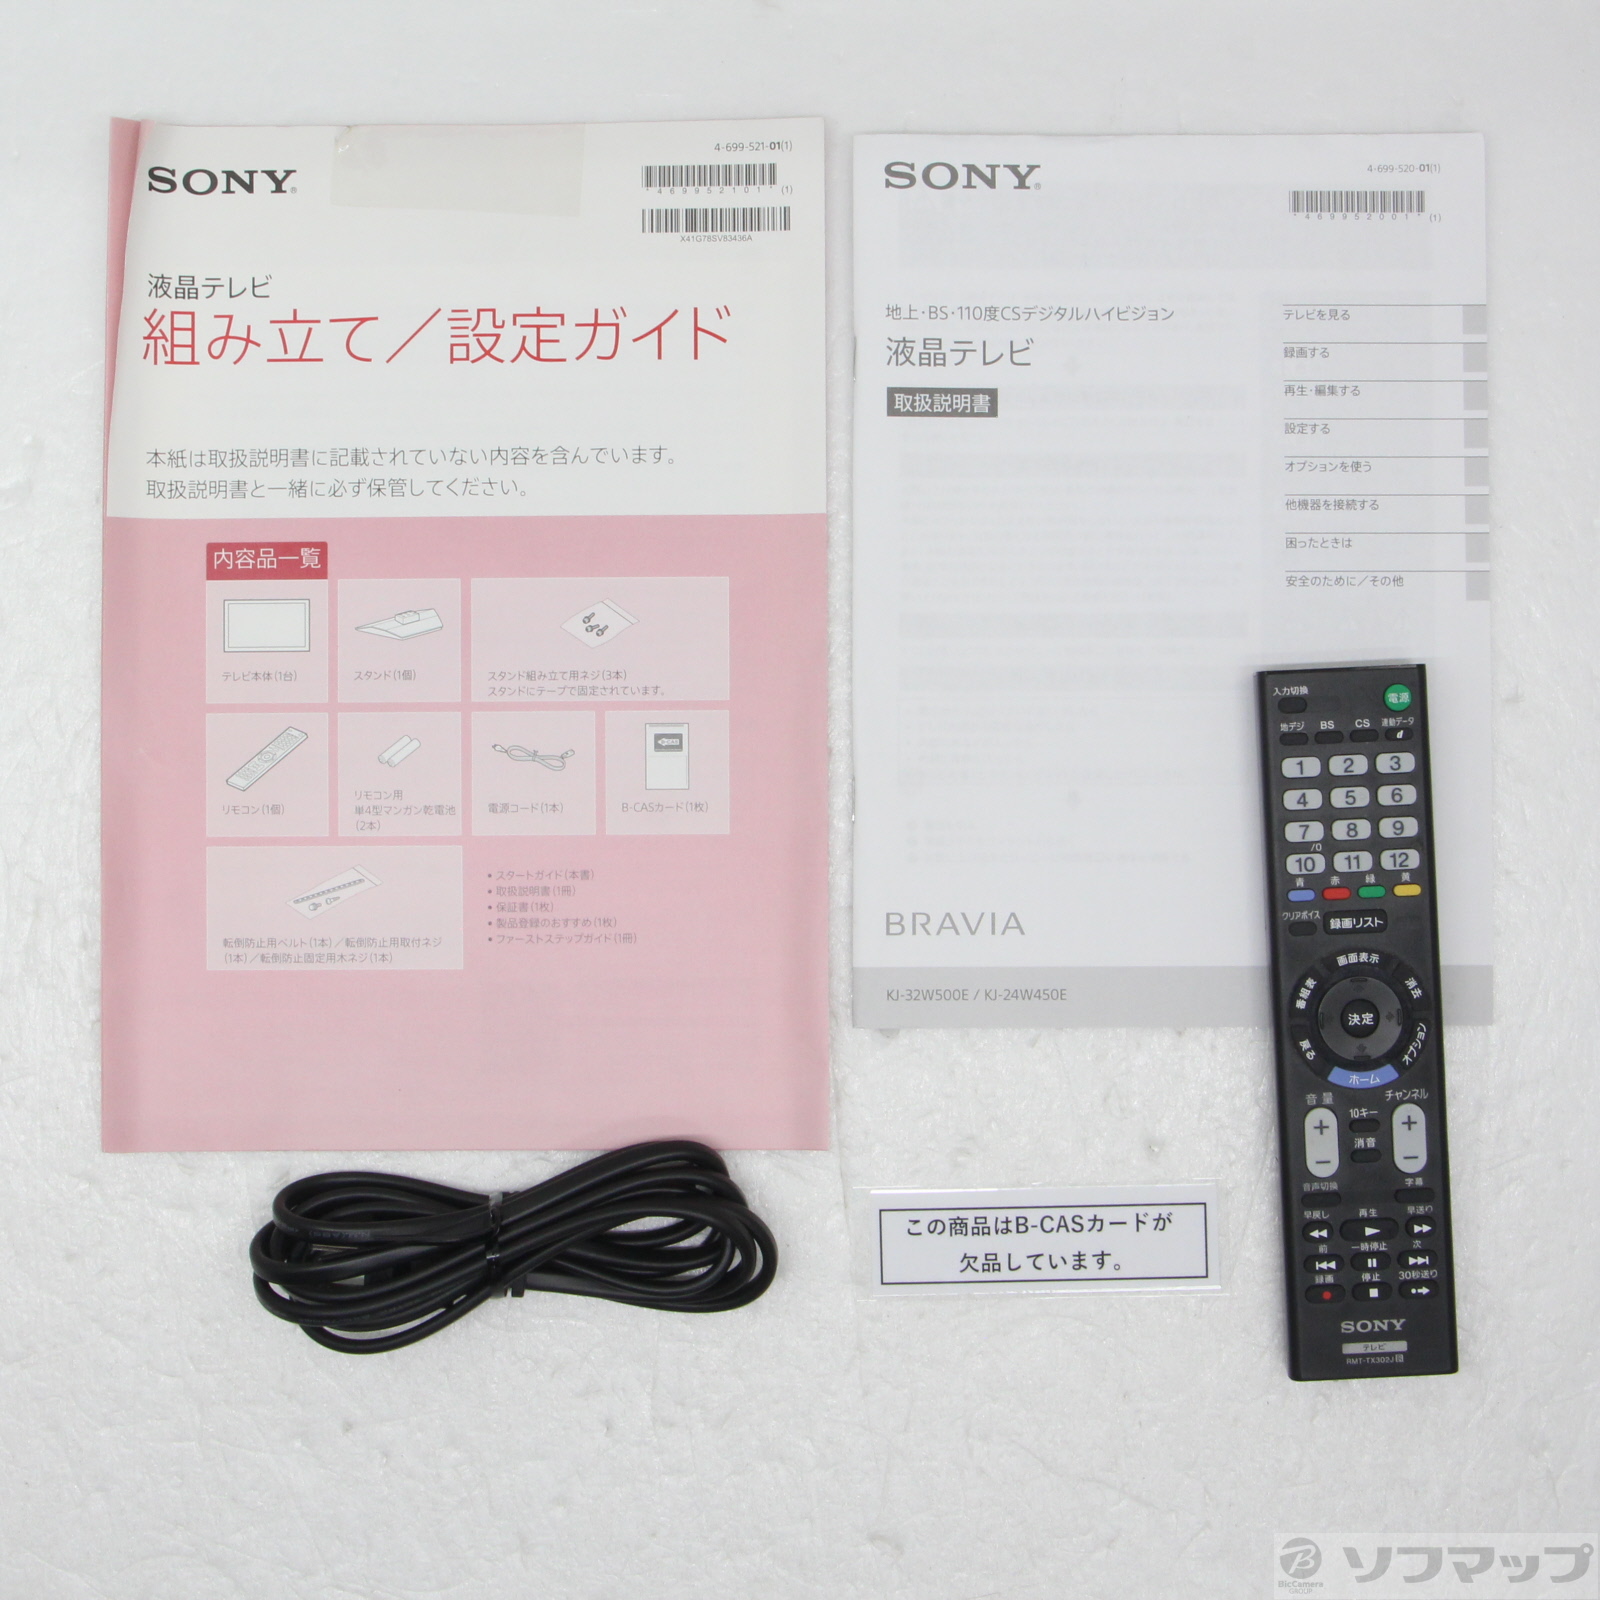 SONY®
4-699-521-01(1)
*469952101* (1)
X41G78SV83436A
液晶テレビ
組み立て／設定ガイド
本紙は取扱説明書に記載されていない内容を含んでいます。
取扱説明書と一緒に必ず保管してください。
内容品一覧
テレビ本体(1台)
スタンド(1個)
スタンド組み立て用ネジ(3本)
スタンドにテープで固定されています。
リモコン(1個)
リモコン用
単4型マンガン乾電池
(2本)
電源コード(1本)
B-CAS
B-CASカード(1枚)
転倒防止用ベルト(1本)／転倒防止用取付ネジ
(1本)／転倒防止固定用木ネジ(1本)
• スタートガイド(本書)
• 取扱説明書(1冊)
• 保証書(1枚)
• 製品登録のおすすめ(1枚)
• ファーストステップガイド(1冊)
SONY®
4-699-520-01(1)
*469952001* (1)
地上・BS・110度CSデジタルハイビジョン
液晶テレビ
取扱説明書
テレビを見る
録画する
再生・編集する
設定する
オプションを使う
他機器を接続する
困ったときは
安全のために／その他
BRAVIA
KJ-32W500E / KJ-24W450E
入力切換
電源
地デジ BS CS 連動データ
d
1 2 3
4 5 6
7 8 9
/0
10 11 12
青 赤 緑 黄
クリアボイス 録画リスト
画面表示
番組表 消去
決定
戻る オプション
ホーム
音量 チャンネル
+ 10キー +
消音
− −
音声切換 字幕
早戻し 再生 早送り
前 一時停止 次
録画 停止 30秒送り
SONY
テレビ
RMT-TX302J
この商品はB-CASカードが
欠品しています。
B ソフマップ
BicCamera
GROUP